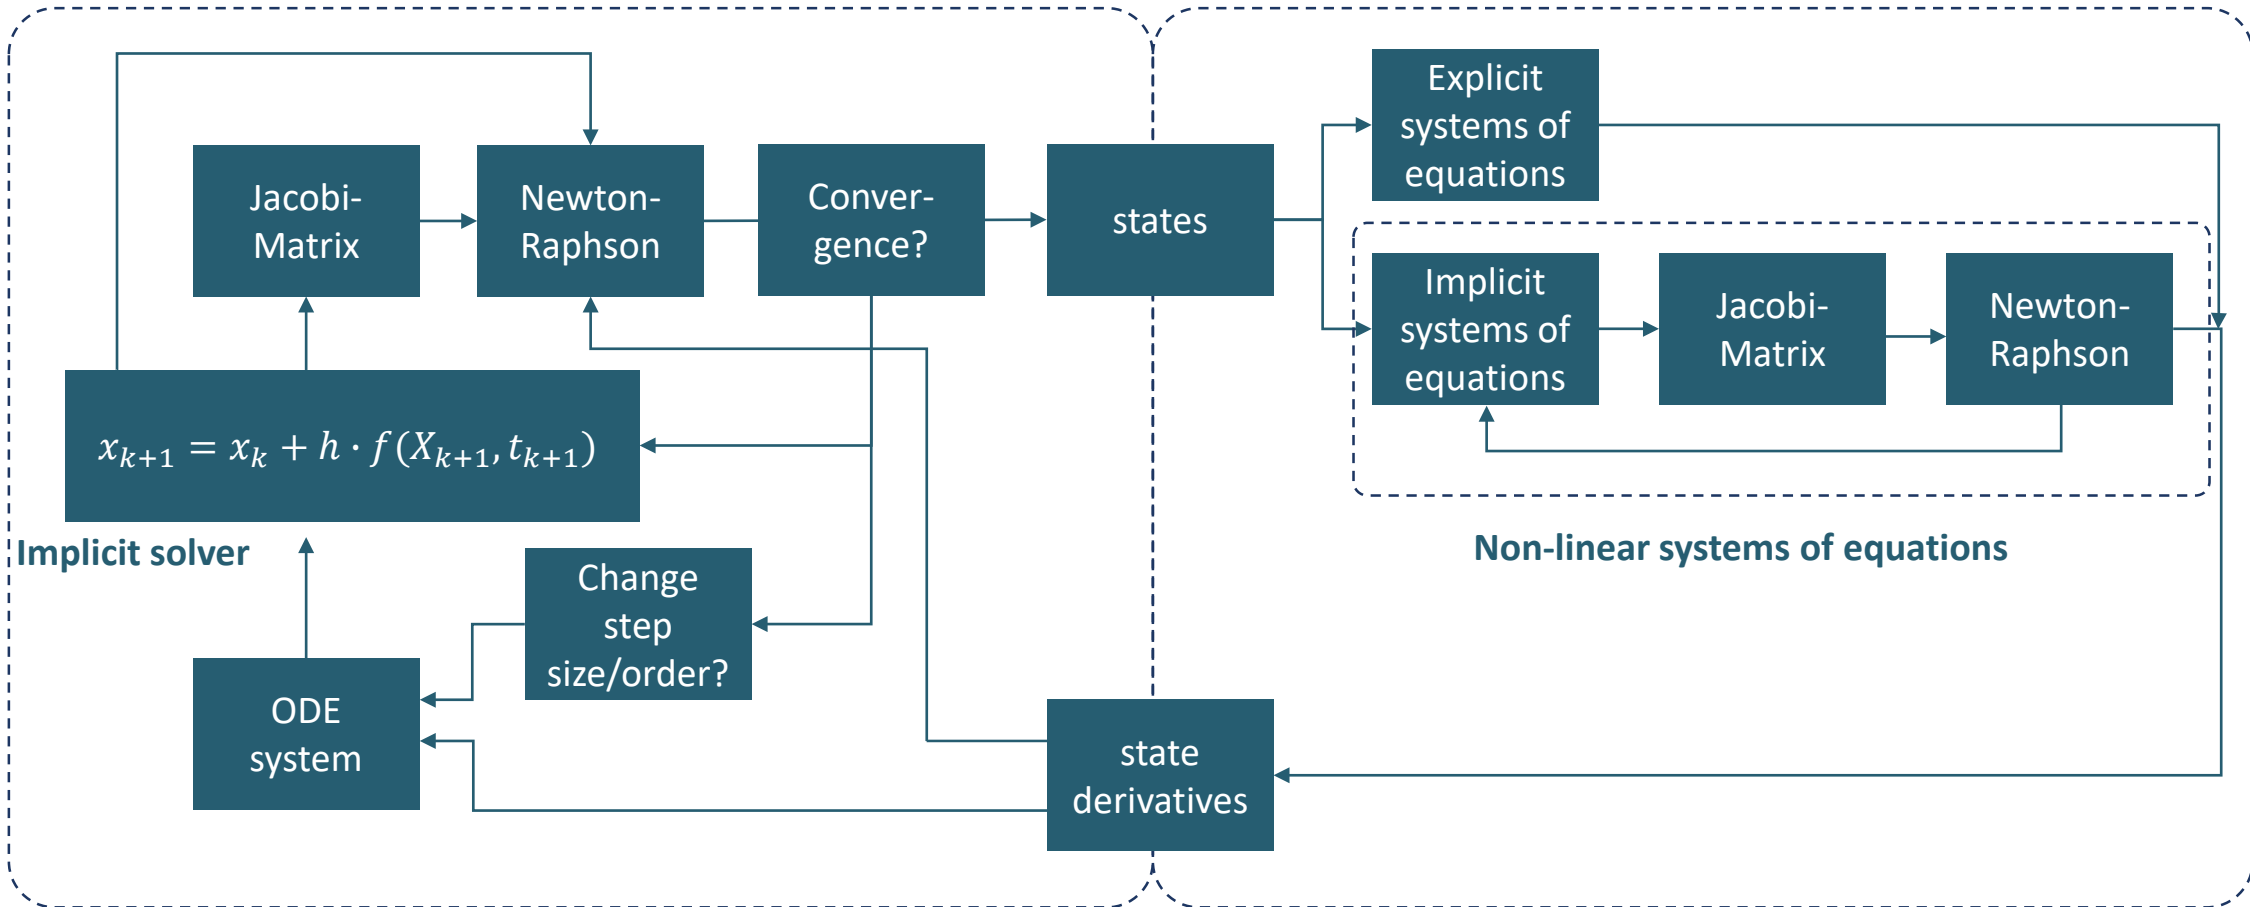 Jacobi-
Matrix
Newton-
Raphson
Conver-
gence?
states
Explicit
systems of
equations
Implicit
systems of
equations
Jacobi-
Matrix
Newton-
Raphson
x_{k+1} = x_k + h · f(X_{k+1}, t_{k+1})
Implicit solver
Non-linear systems of equations
Change
step
size/order?
ODE
system
state
derivatives